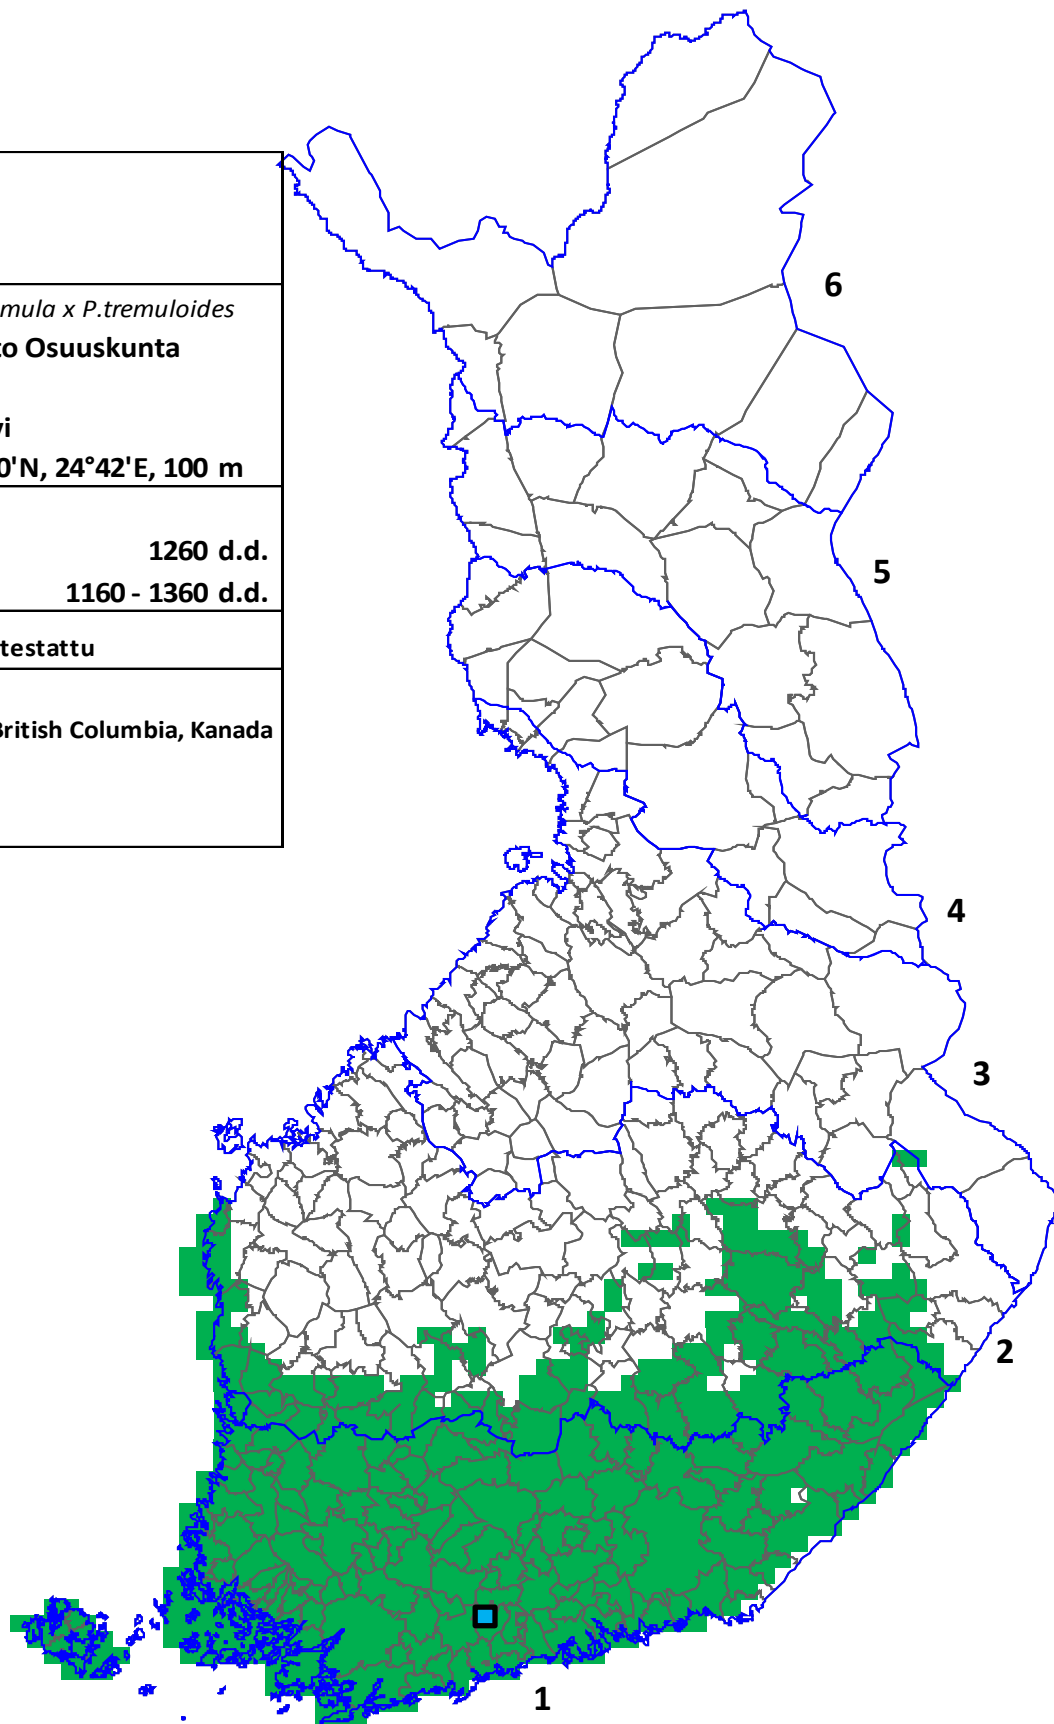 mula x P.tremuloides
to Osuuskunta
vi
0'N, 24°42'E, 100 m
1260 d.d.
1160 - 1360 d.d.
testattu
British Columbia, Kanada
6
5
4
3
2
1